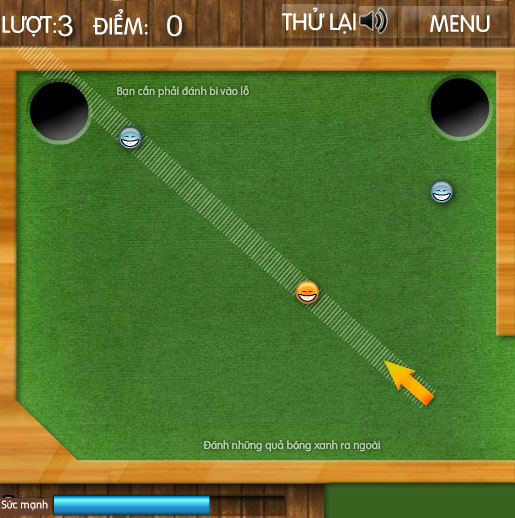 LƯỢT:3 ĐIỂM: 0 THỬ LẠI MENU
Bạn cần phải đánh bi vào lỗ
Đánh những quả bóng xanh ra ngoài
Sức mạnh